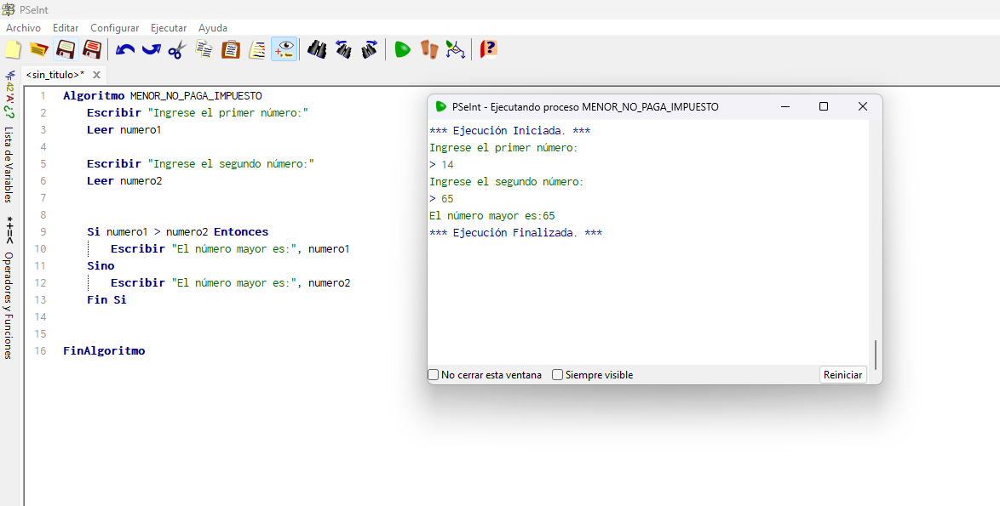 PSeInt
Archivo Editar Configurar Ejecutar Ayuda
<sin_titulo>* X
Lista de Variables
*+=< Operadores y Funciones
1 Algoritmo MENOR_NO_PAGA_IMPUESTO
2 Escribir "Ingrese el primer número:"
3 Leer numero1
4
5 Escribir "Ingrese el segundo número:"
6 Leer numero2
7
8
9 Si numero1 > numero2 Entonces
10 Escribir "El número mayor es:", numero1
11 Sino
12 Escribir "El número mayor es:", numero2
13 Fin Si
14
15
16 FinAlgoritmo
PSeInt - Ejecutando proceso MENOR_NO_PAGA_IMPUESTO
*** Ejecución Iniciada. ***
Ingrese el primer número:
> 14
Ingrese el segundo número:
> 65
El número mayor es:65
*** Ejecución Finalizada. ***
No cerrar esta ventana Siempre visible Reiniciar